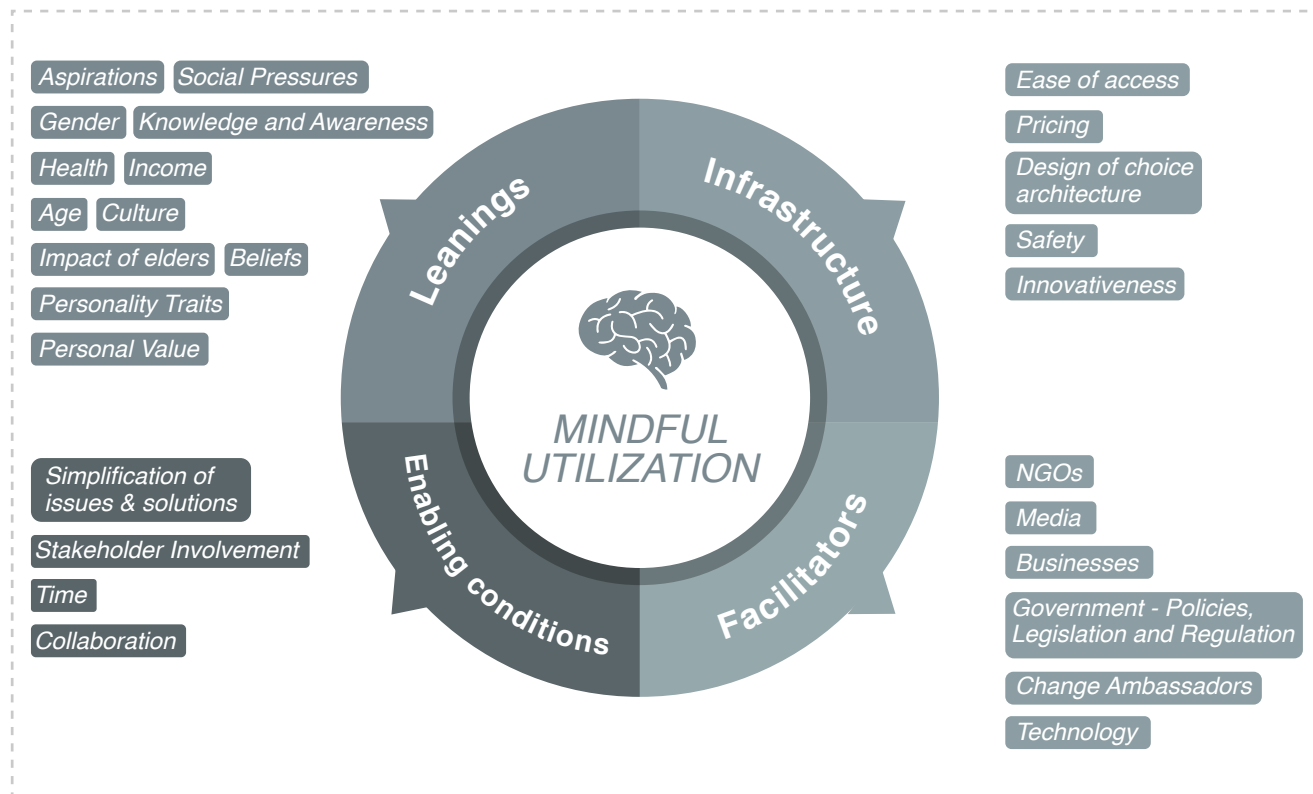 Aspirations
Social Pressures
Gender
Knowledge and Awareness
Health
Income
Age
Culture
Impact of elders
Beliefs
Personality Traits
Personal Value
Simplification of
issues & solutions
Stakeholder Involvement
Time
Collaboration
Leanings
Infrastructure
Enabling conditions
Facilitators
MINDFUL
UTILIZATION
Ease of access
Pricing
Design of choice
architecture
Safety
Innovativeness
NGOs
Media
Businesses
Government - Policies,
Legislation and Regulation
Change Ambassadors
Technology